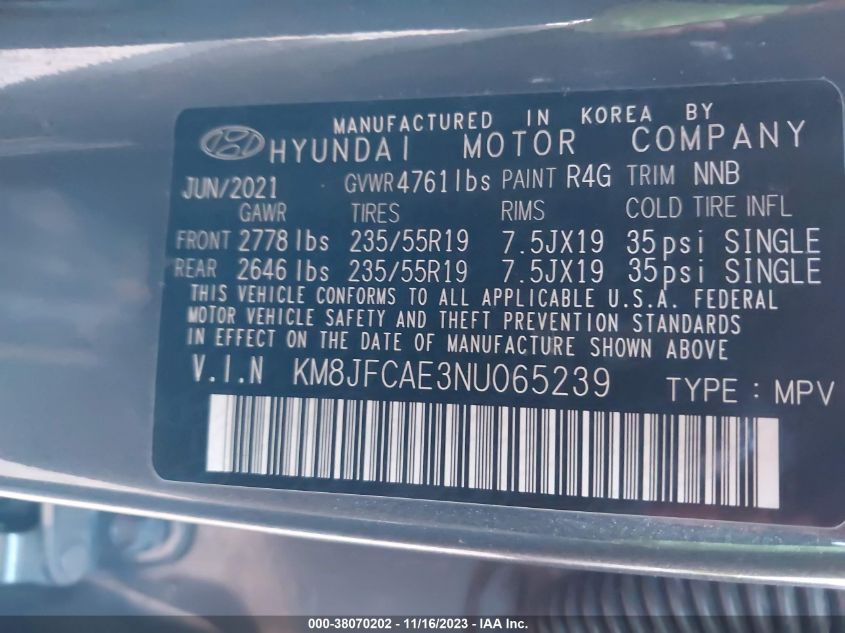 MANUFACTURED IN KOREA BY
HYUNDAI MOTOR COMPANY
JUN/2021 GVWR 4761lbs PAINT R4G TRIM NNB
GAWR TIRES RIMS COLD TIRE INFL
FRONT 2778 lbs 235/55R19 7.5JX19 35psi SINGLE
REAR 2646 lbs 235/55R19 7.5JX19 35psi SINGLE
THIS VEHICLE CONFORMS TO ALL APPLICABLE U.S.A. FEDERAL
MOTOR VEHICLE SAFETY AND THEFT PREVENTION STANDARDS
IN EFFECT ON THE DATE OF MANUFACTURE SHOWN ABOVE
V.I.N KM8JFCAE3NU065239 TYPE : MPV
000-38070202 - 11/16/2023 - Copyright IAA, Inc.